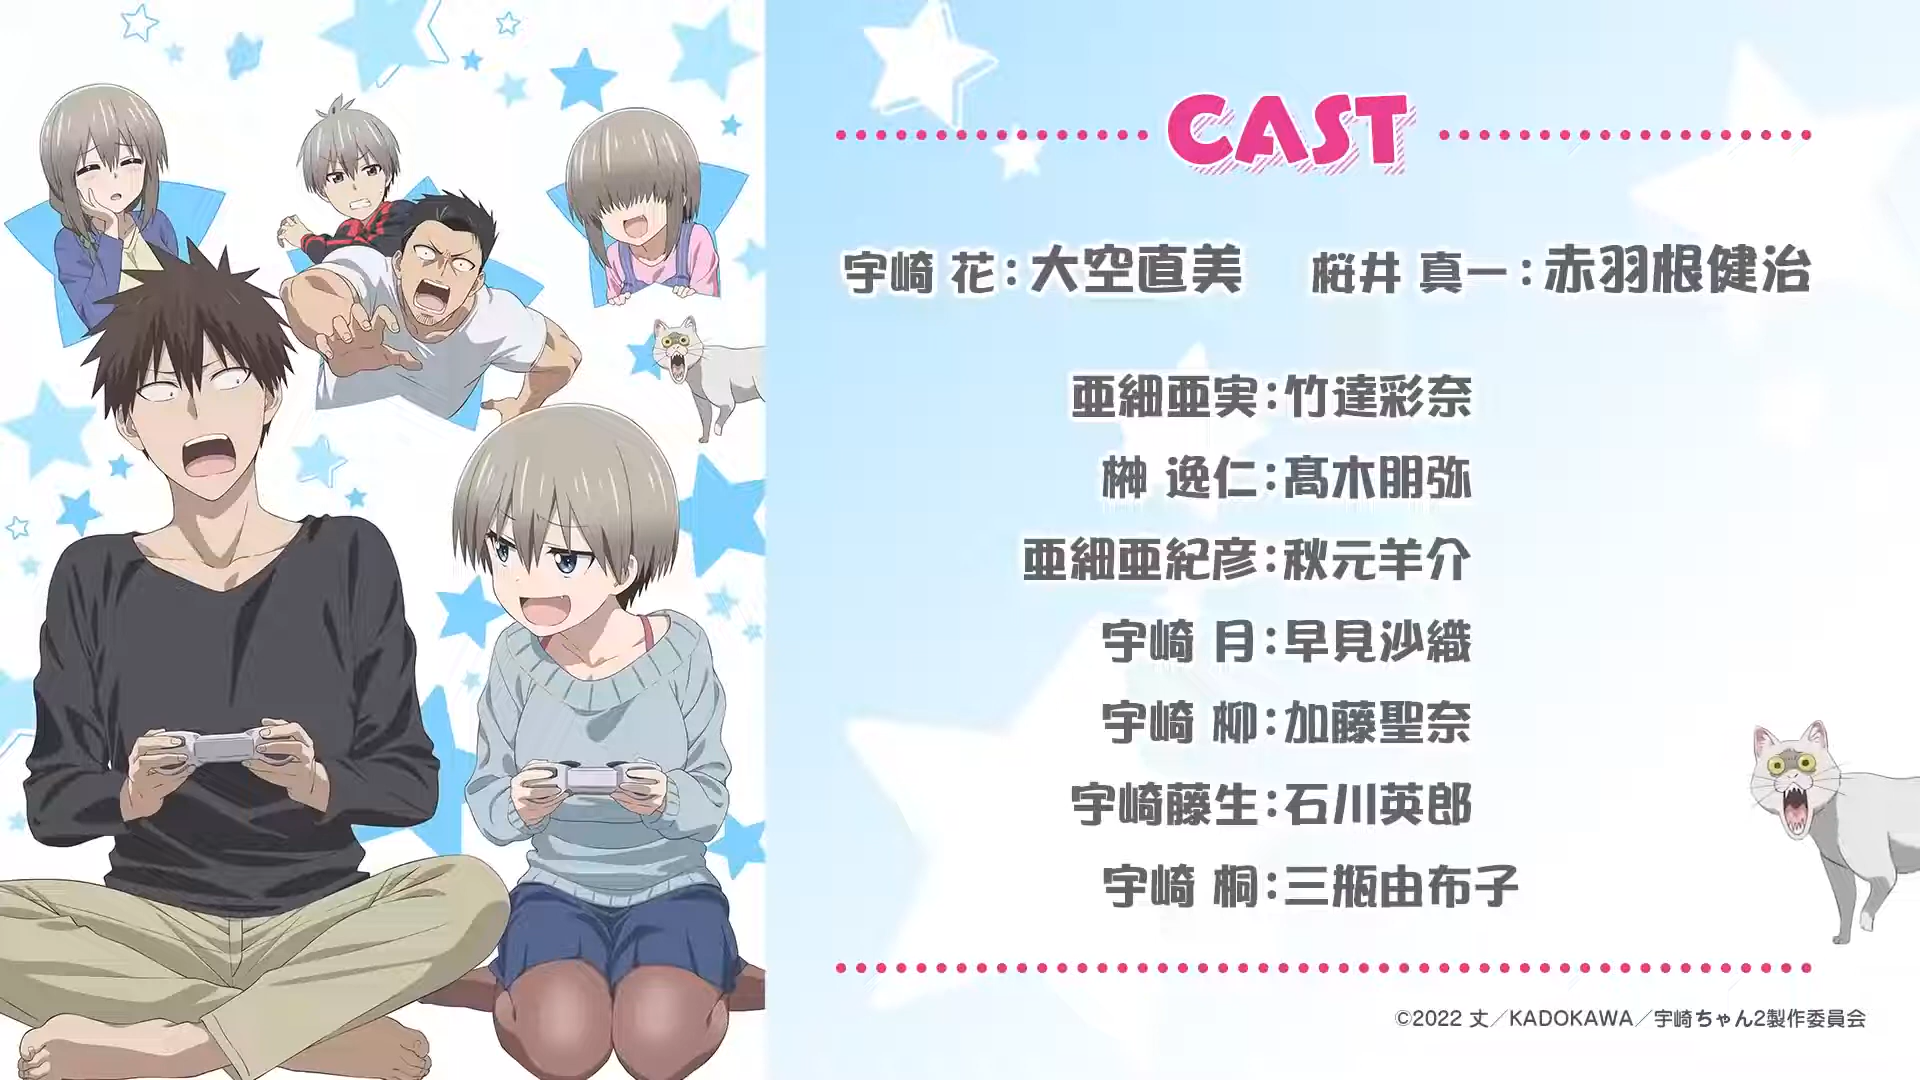 CAST
宇崎 花：大空直美　桜井 真一：赤羽根健治
亜細亜実：竹達彩奈
榊 逸仁：髙木朋弥
亜細亜紀彦：秋元羊介
宇崎 月：早見沙織
宇崎 柳：加藤聖奈
宇崎藤生：石川英郎
宇崎 桐：三瓶由布子
©2022 丈／KADOKAWA／宇崎ちゃん2製作委員会